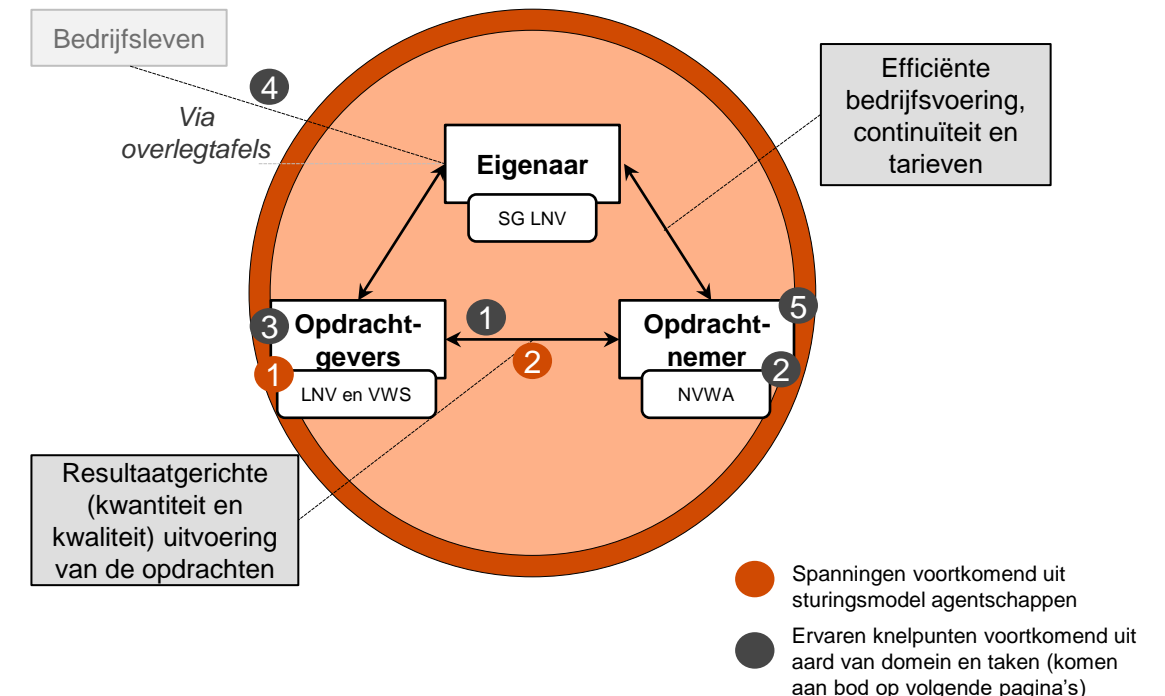 Bedrijfsleven
4
Via
overlegtafels
Efficiënte
bedrijfsvoering,
continuïteit en
tarieven
Eigenaar
SG LNV
3
Opdracht-
gevers
1
LNV en VWS
1
2
Opdracht-
nemer
5
2
NVWA
Resultaatgerichte
(kwantiteit en
kwaliteit) uitvoering
van de opdrachten
Spanningen voortkomend uit
sturingsmodel agentschappen
Ervaren knelpunten voortkomend uit
aard van domein en taken (komen
aan bod op volgende pagina's)